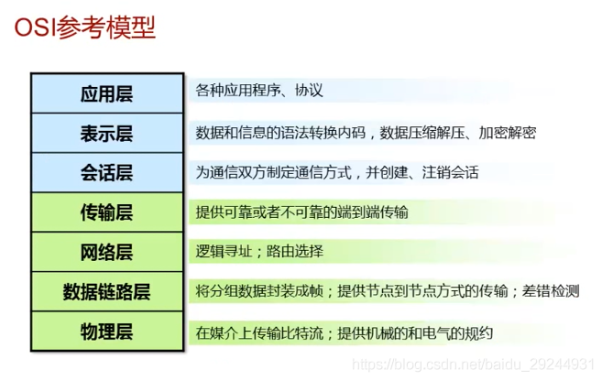 OSI参考模型
应用层 各种应用程序、协议
表示层 数据和信息的语法转换内码，数据压缩解压、加密解密
会话层 为通信双方制定通信方式，并创建、注销会话
传输层 提供可靠或者不可靠的端到端传输
网络层 逻辑寻址；路由选择
数据链路层 将分组数据封装成帧；提供节点到节点方式的传输；差错检测
物理层 在媒介上传输比特流；提供机械的和电气的规约
https://blog.csdn.net/baidu_29244931